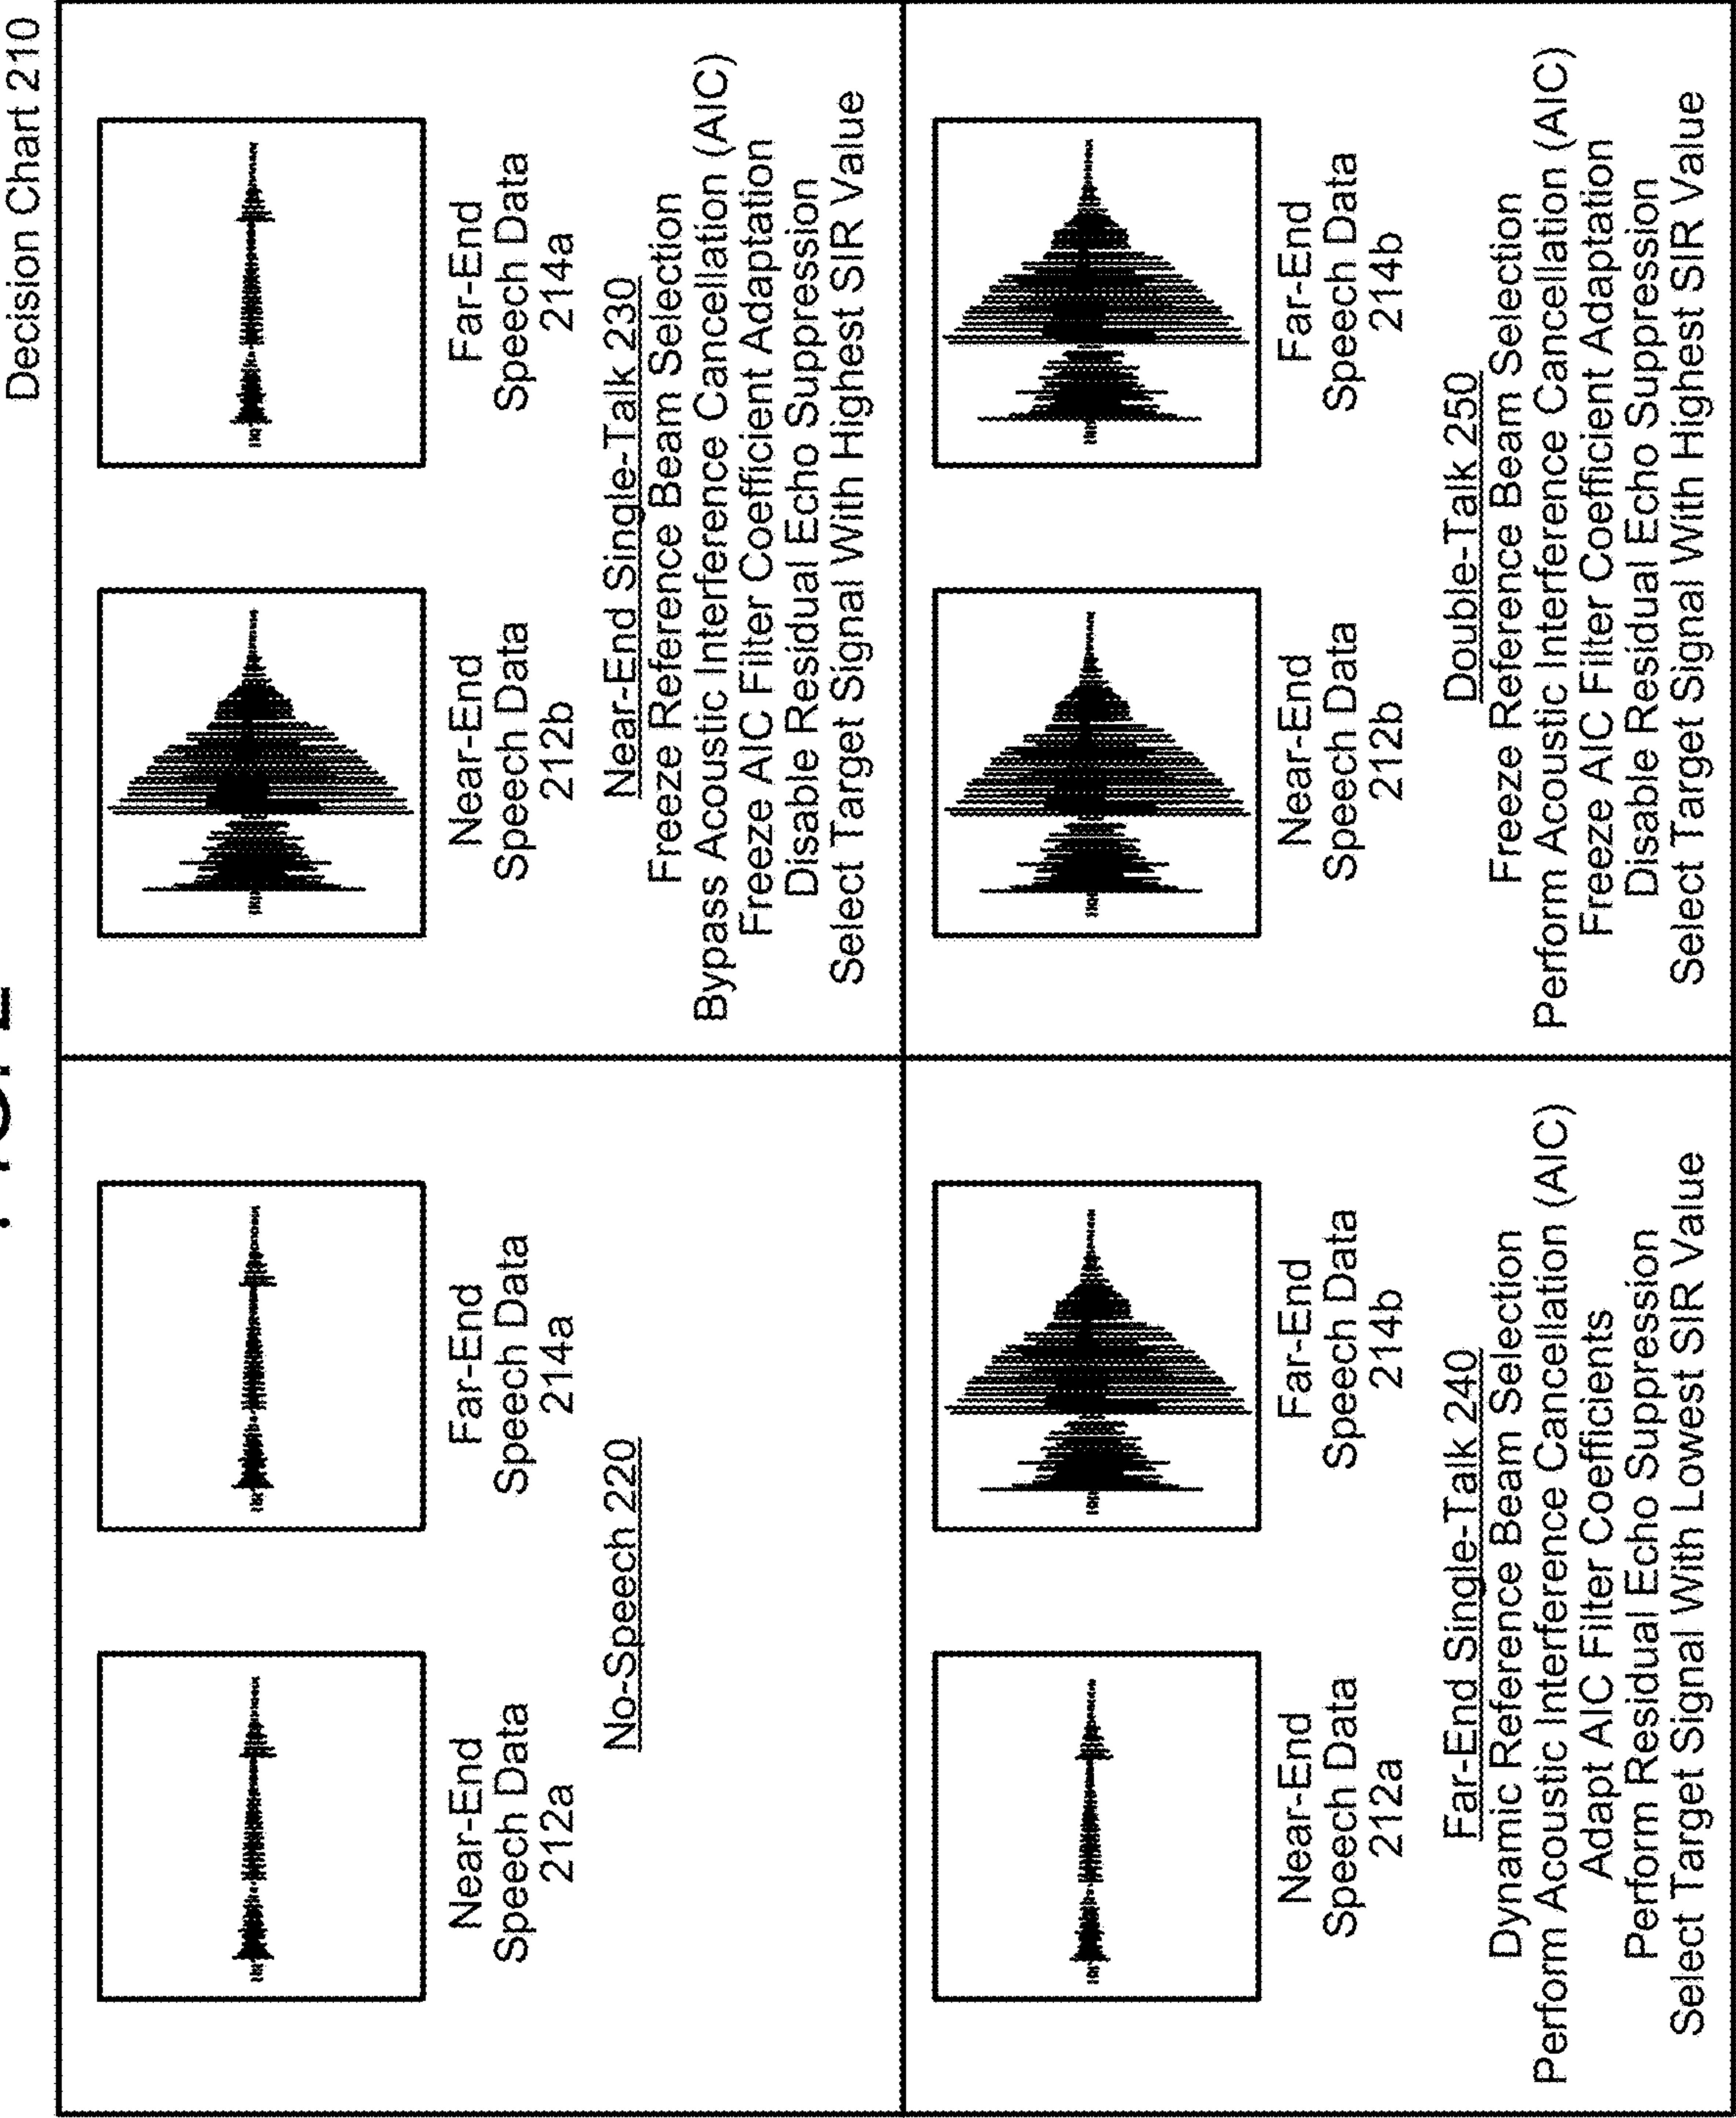 Decision Chart 210
Near-End
Speech Data
212a
Far-End
Speech Data
214a
No-Speech 220
Near-End
Speech Data
212b
Far-End
Speech Data
214a
Near-End Single-Talk 230
Freeze Reference Beam Selection
Bypass Acoustic Interference Cancellation (AIC)
Freeze AIC Filter Coefficient Adaptation
Disable Residual Echo Suppression
Select Target Signal With Highest SIR Value
Near-End
Speech Data
212a
Far-End
Speech Data
214b
Far-End Single-Talk 240
Dynamic Reference Beam Selection
Perform Acoustic Interference Cancellation (AIC)
Adapt AIC Filter Coefficients
Perform Residual Echo Suppression
Select Target Signal With Lowest SIR Value
Near-End
Speech Data
212b
Far-End
Speech Data
214b
Double-Talk 250
Freeze Reference Beam Selection
Perform Acoustic Interference Cancellation (AIC)
Freeze AIC Filter Coefficient Adaptation
Disable Residual Echo Suppression
Select Target Signal With Highest SIR Value